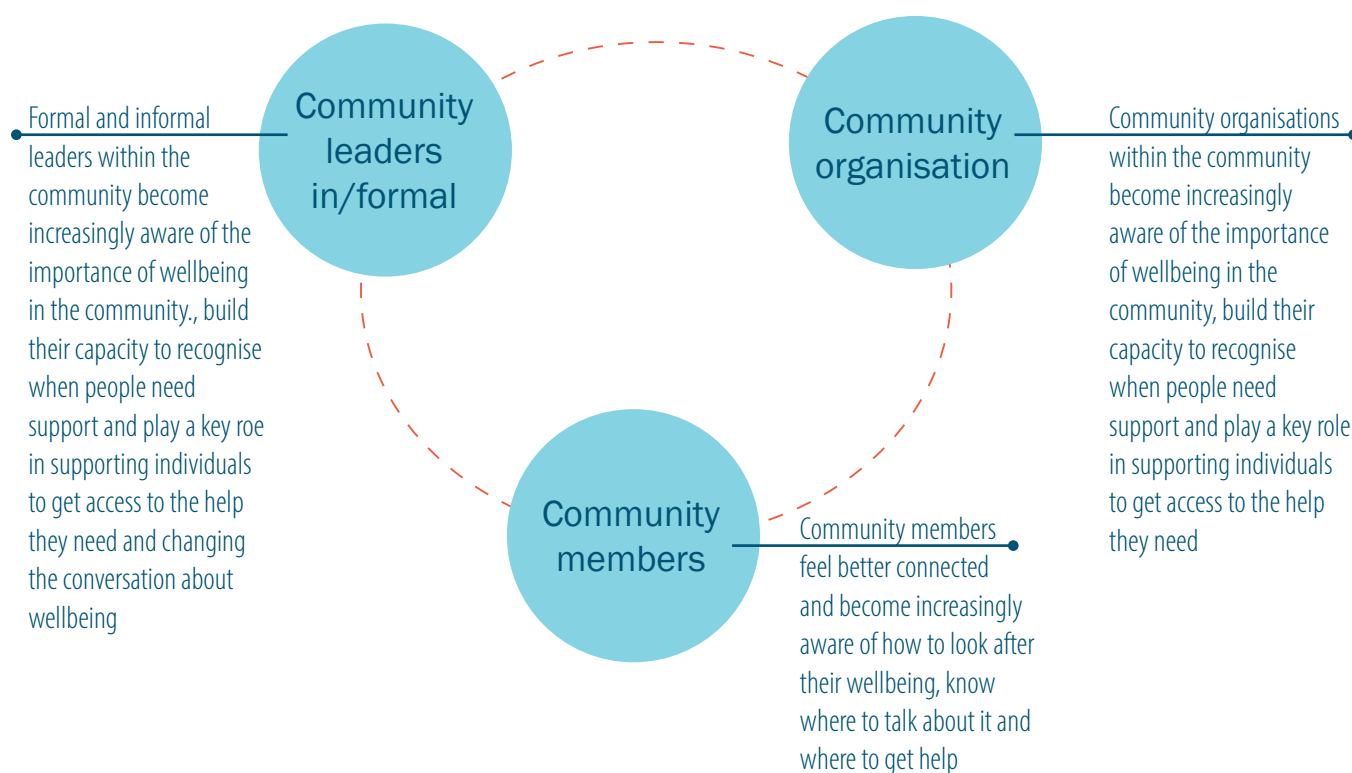 Community
leaders
in/formal
Formal and informal
leaders within the
community become
increasingly aware of the
importance of wellbeing
in the community., build
their capacity to recognise
when people need
support and play a key roe
in supporting individuals
to get access to the help
they need and changing
the conversation about
wellbeing
Community
organisation
Community organisations
within the community
become increasingly
aware of the importance
of wellbeing in the
community, build their
capacity to recognise
when people need
support and play a key role
in supporting individuals
to get access to the help
they need
Community
members
Community members
feel better connected
and become increasingly
aware of how to look after
their wellbeing, know
where to talk about it and
where to get help